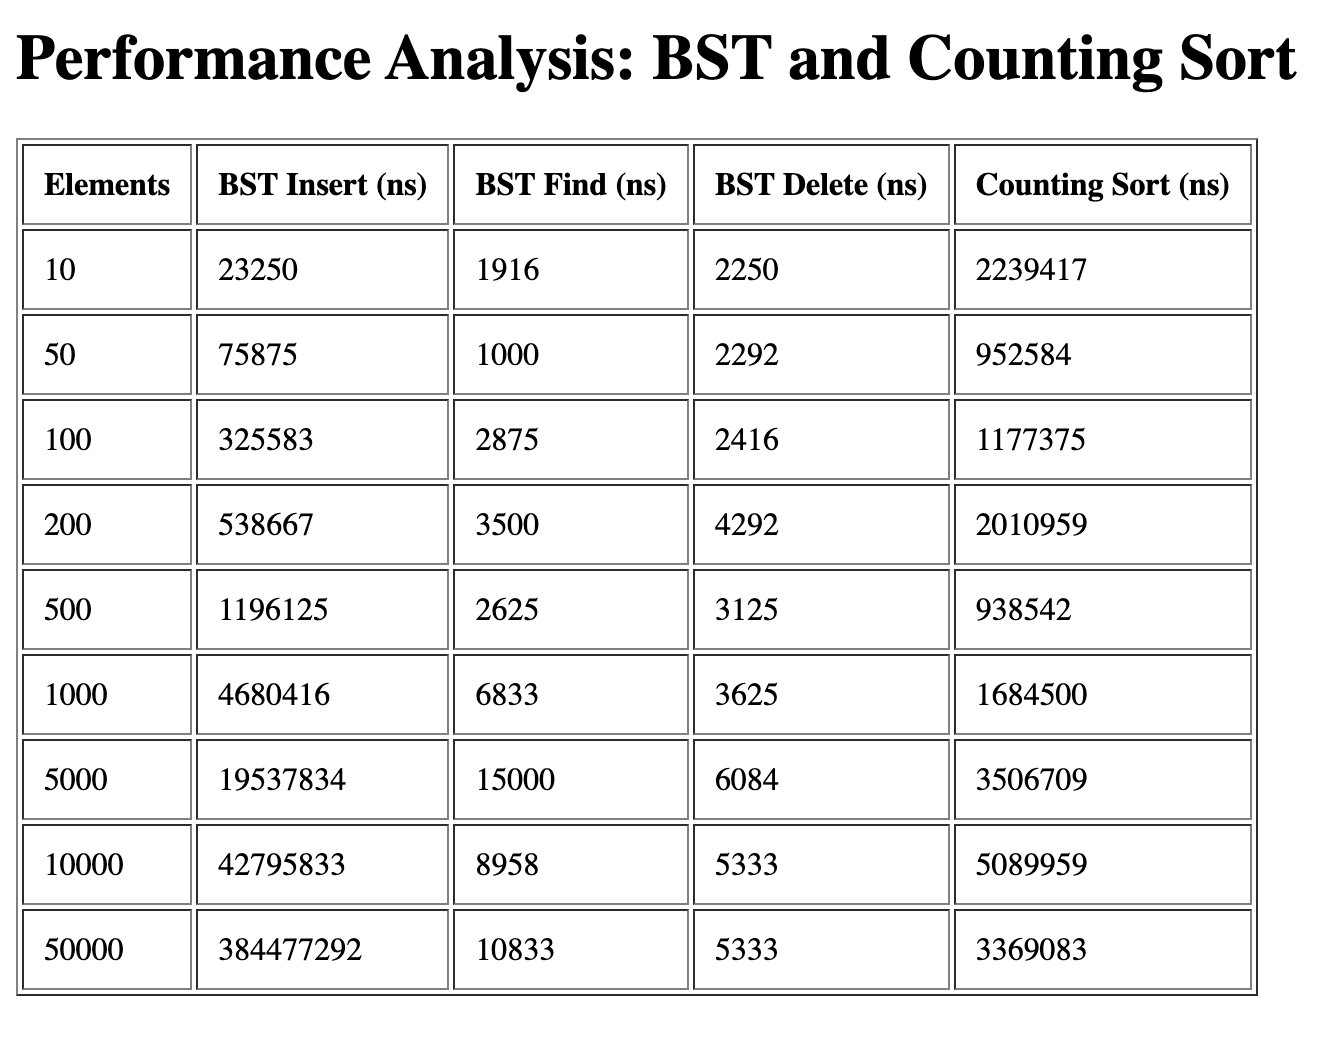 Performance Analysis: BST and Counting Sort
Elements BST Insert (ns) BST Find (ns) BST Delete (ns) Counting Sort (ns)
10 23250 1916 2250 2239417
50 75875 1000 2292 952584
100 325583 2875 2416 1177375
200 538667 3500 4292 2010959
500 1196125 2625 3125 938542
1000 4680416 6833 3625 1684500
5000 19537834 15000 6084 3506709
10000 42795833 8958 5333 5089959
50000 384477292 10833 5333 3369083